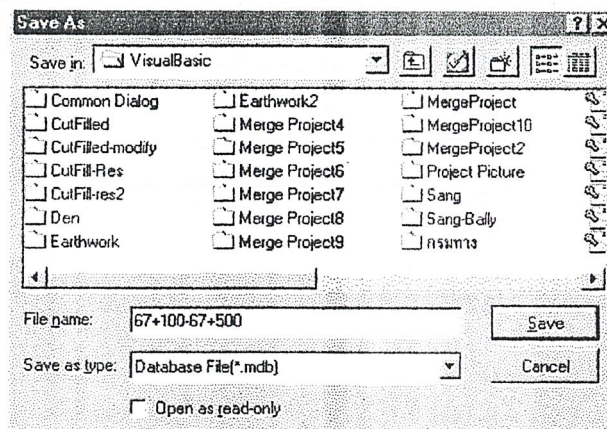 Save As
Save in: VisualBasic
Common Dialog Earthwork2 MergeProject
CutFilled Merge Project4 MergeProject10
CutFilled-modify Merge Project5 MergeProject2
CutFill-Res Merge Project6 Project Picture
CutFill-res2 Merge Project7 Sang
Den Merge Project8 Sang-Bally
Earthwork Merge Project9 กรมทาง
File name: 67+100-67+500 Save
Save as type: Database File(*.mdb) Cancel
Open as read-only